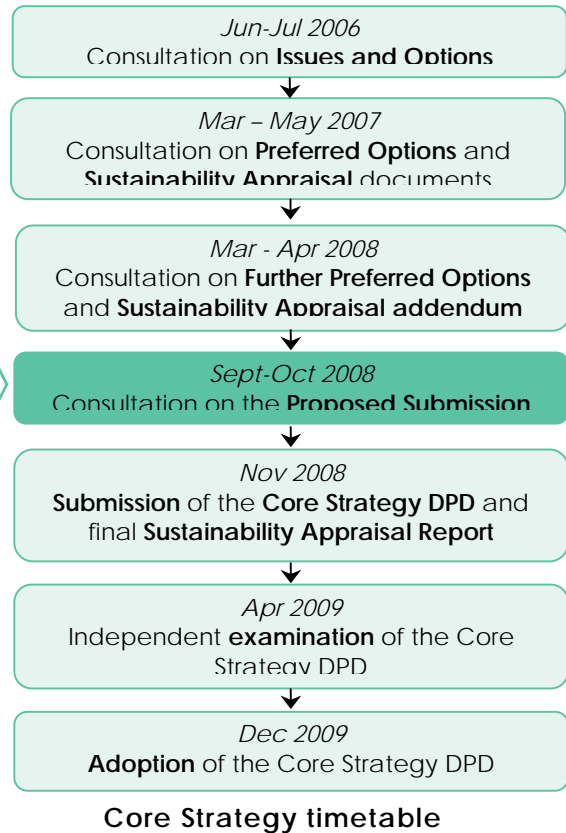 Jun-Jul 2006
Consultation on Issues and Options
Mar – May 2007
Consultation on Preferred Options and
Sustainability Appraisal documents
Mar - Apr 2008
Consultation on Further Preferred Options
and Sustainability Appraisal addendum
Sept-Oct 2008
Consultation on the Proposed Submission
Nov 2008
Submission of the Core Strategy DPD and
final Sustainability Appraisal Report
Apr 2009
Independent examination of the Core
Strategy DPD
Dec 2009
Adoption of the Core Strategy DPD
Core Strategy timetable